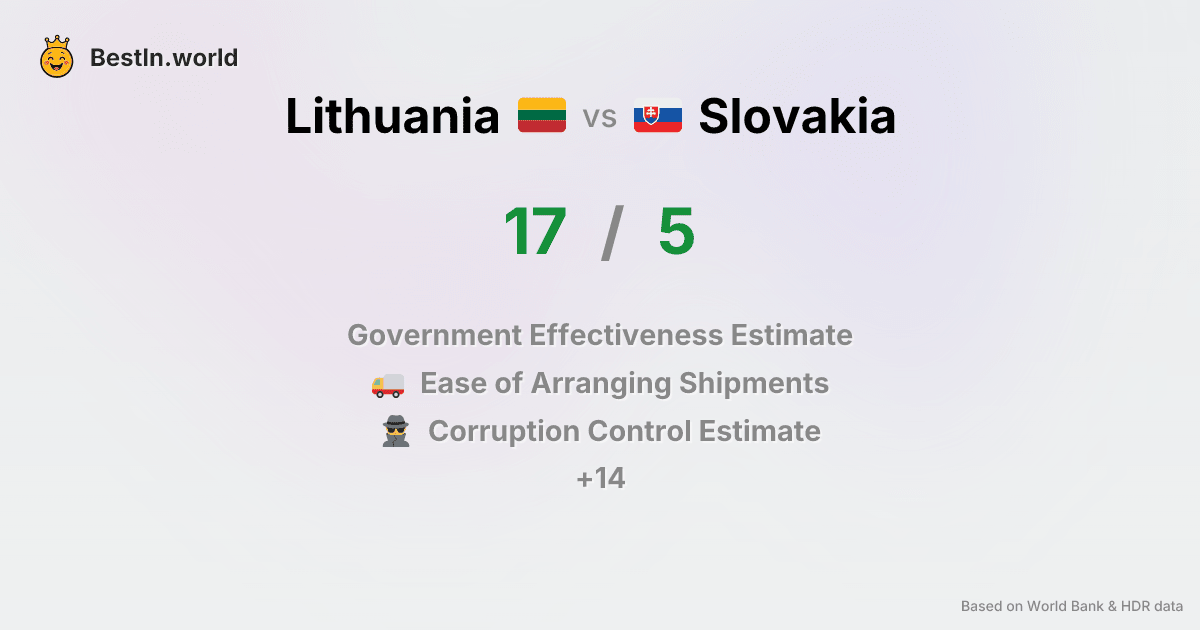 BestIn.world
Lithuania vs Slovakia
17 / 5
Government Effectiveness Estimate
Ease of Arranging Shipments
Corruption Control Estimate
+14
Based on World Bank & HDR data